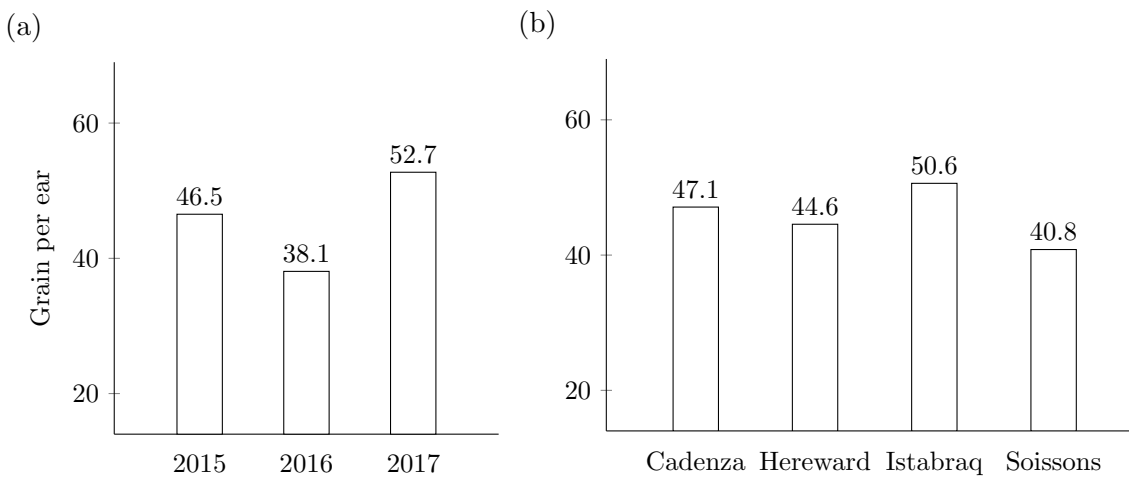 (a)
60
40
20
Grain per ear
46.5
38.1
52.7
2015 2016 2017
(b)
60
40
20
47.1
44.6
50.6
40.8
Cadenza Hereward Istabraq Soissons